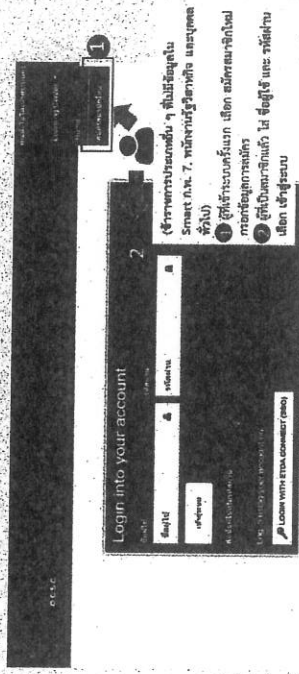 O.C.S.C
1
Login into your account
2
ชื่อผู้ใช้
รหัสผ่าน
เข้าสู่ระบบ
LOGIN WITH ETDA CONNECT (SSO)
(ข้าราชการประเภทอื่น ๆ ที่ไม่มีข้อมูลใน
Smart ก.พ. 7, พนักงานรัฐวิสาหกิจ และบุคคล
ทั่วไป)
1 ผู้ที่เข้าระบบครั้งแรก เลือก สมัครสมาชิกใหม่
กรอกข้อมูลการสมัคร
2 ผู้ที่เป็นสมาชิกแล้ว ใส่ ชื่อผู้ใช้ และ รหัสผ่าน
เลือก เข้าสู่ระบบ